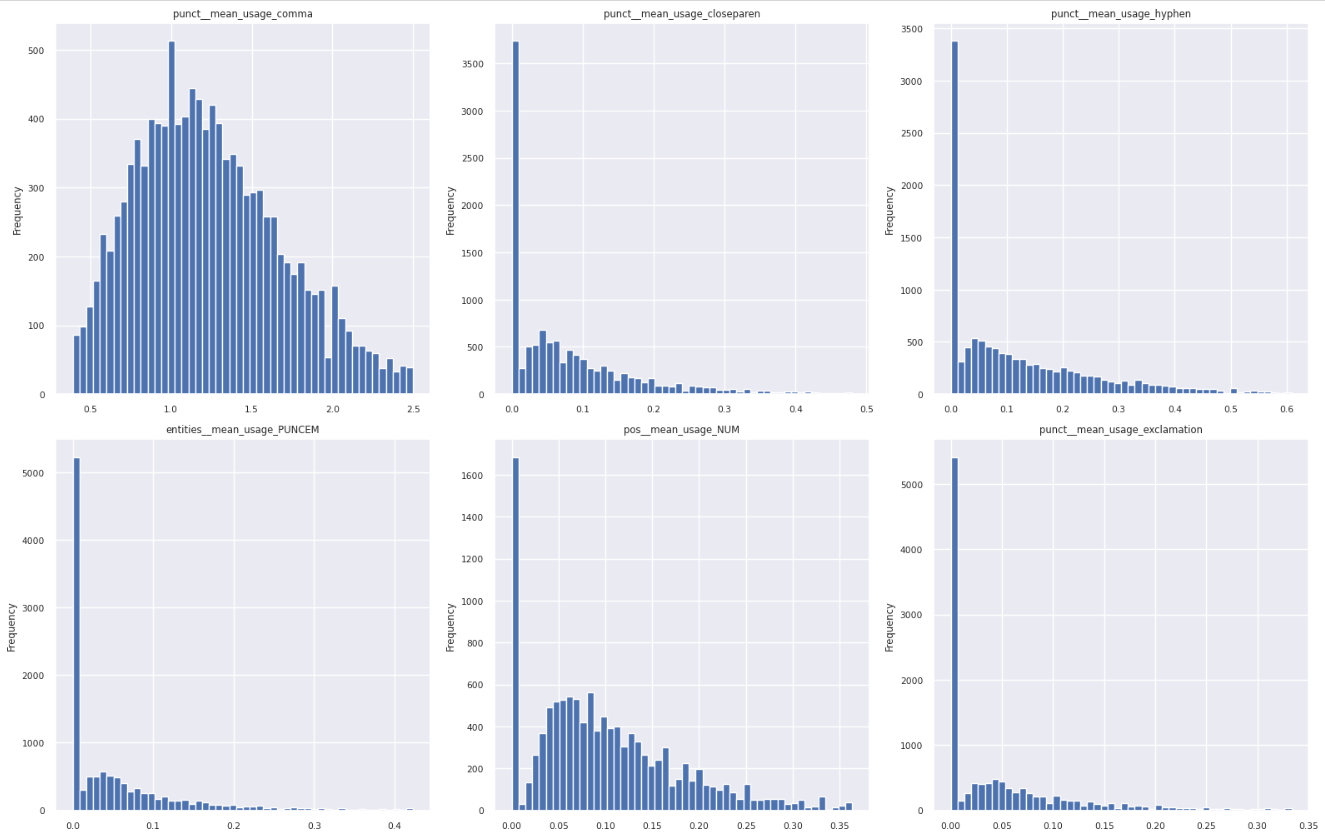 punct__mean_usage_comma
Frequency
500
400
300
200
100
0
0.5 1.0 1.5 2.0 2.5
punct__mean_usage_closeparen
Frequency
3500
3000
2500
2000
1500
1000
500
0
0.0 0.1 0.2 0.3 0.4 0.5
punct__mean_usage_hyphen
Frequency
3500
3000
2500
2000
1500
1000
500
0
0.0 0.1 0.2 0.3 0.4 0.5 0.6
entities__mean_usage_PUNCEM
Frequency
5000
4000
3000
2000
1000
0
0.0 0.1 0.2 0.3 0.4
pos__mean_usage_NUM
Frequency
1600
1400
1200
1000
800
600
400
200
0
0.00 0.05 0.10 0.15 0.20 0.25 0.30 0.35
punct__mean_usage_exclamation
Frequency
5000
4000
3000
2000
1000
0
0.00 0.05 0.10 0.15 0.20 0.25 0.30 0.35